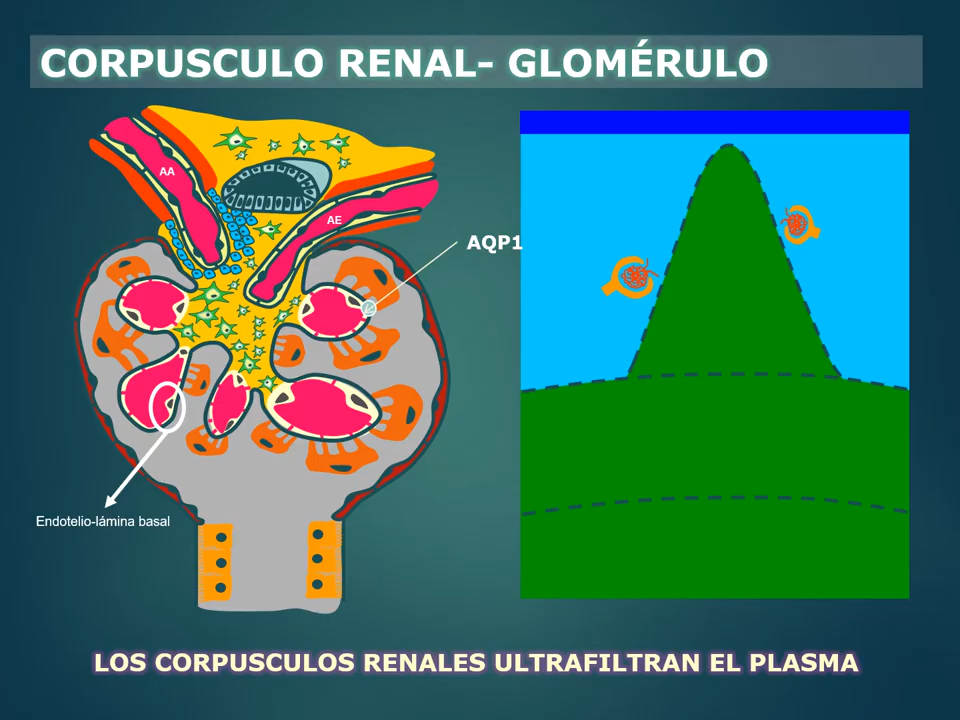 CORPUSCULO RENAL- GLOMÉRULO
AA
AE
AQP1
Endotelio-lámina basal
LOS CORPUSCULOS RENALES ULTRAFILTRAN EL PLASMA